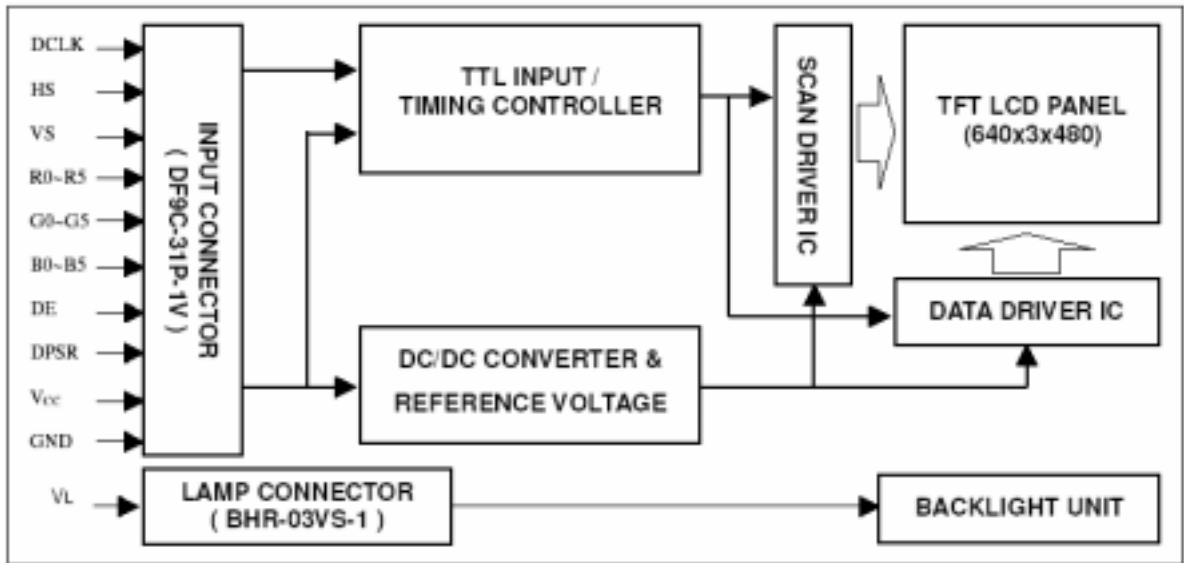 DCLK
HS
VS
R0~R5
G0~G5
B0~B5
DE
DPSR
Vcc
GND
VL
INPUT CONNECTOR
( DF9C-31P-1V )
TTL INPUT /
TIMING CONTROLLER
SCAN DRIVER IC
TFT LCD PANEL
(640x3x480)
DATA DRIVER IC
DC/DC CONVERTER &
REFERENCE VOLTAGE
LAMP CONNECTOR
( BHR-03VS-1 )
BACKLIGHT UNIT